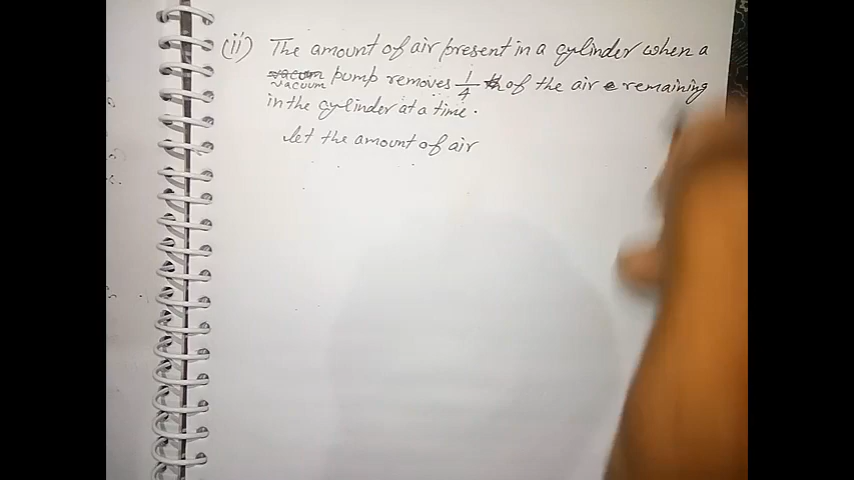 (ii) The amount of air present in a cylinder when a
vacuum pump removes 1/4 th of the air remaining
in the cylinder at a time.
let the amount of air